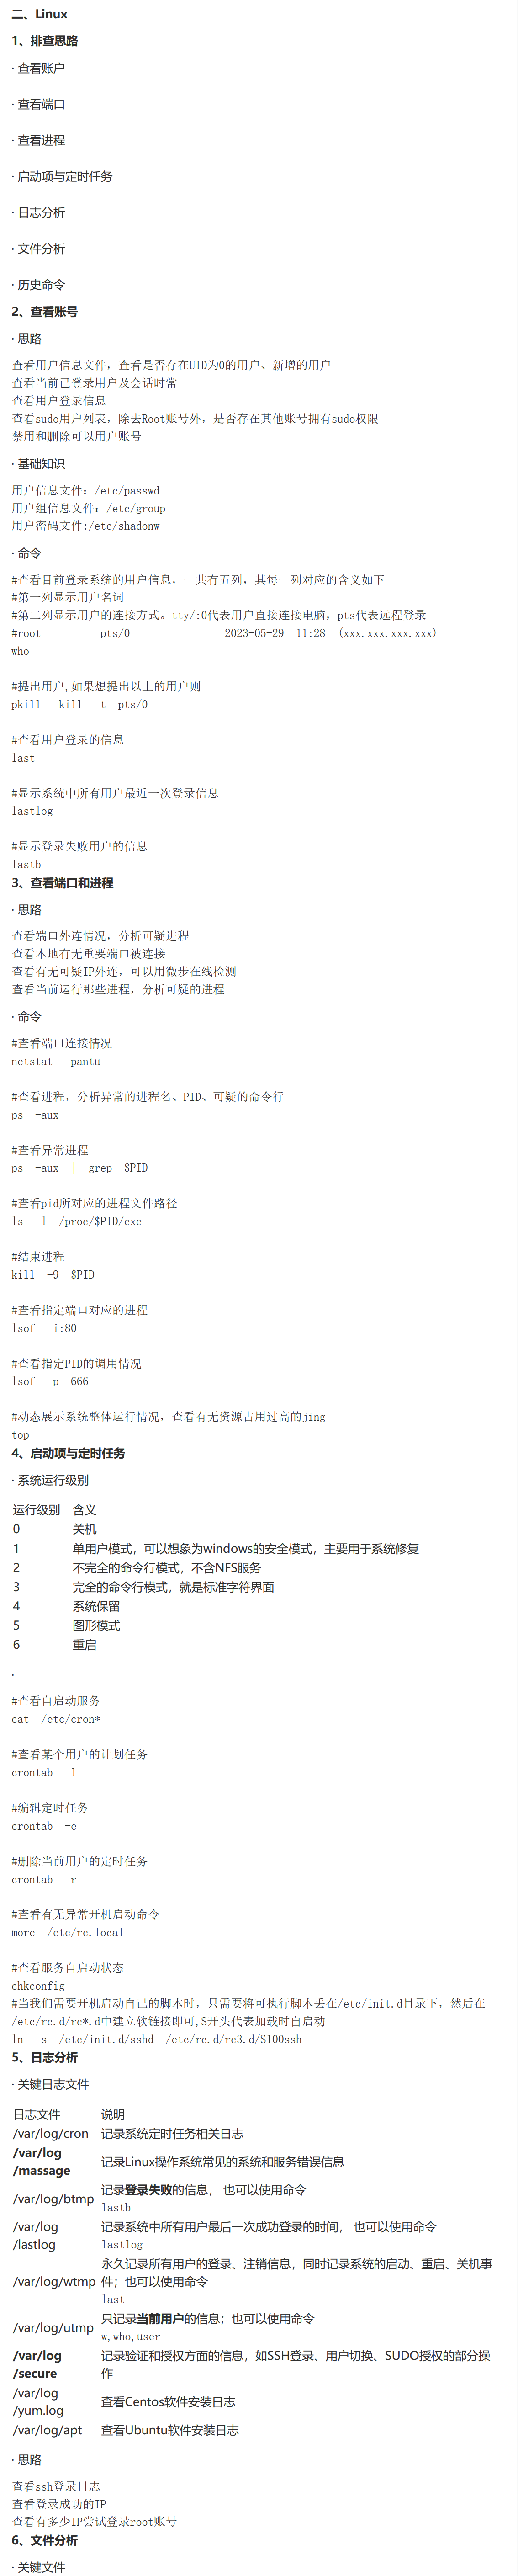 二、Linux
1、排查思路
· 查看账户
· 查看端口
· 查看进程
· 启动项与定时任务
· 日志分析
· 文件分析
· 历史命令
2、查看账号
· 思路
查看用户信息文件，查看是否存在UID为0的用户、新增的用户
查看当前已登录用户及会话时常
查看用户登录信息
查看sudo用户列表，除去Root账号外，是否存在其他账号拥有sudo权限
禁用和删除可以用户账号
· 基础知识
用户信息文件：/etc/passwd
用户组信息文件：/etc/group
用户密码文件:/etc/shadonw
· 命令
#查看目前登录系统的用户信息，一共有五列，其每一列对应的含义如下
#第一列显示用户名词
#第二列显示用户的连接方式。tty/:0代表用户直接连接电脑，pts代表远程登录
#root pts/0 2023-05-29 11:28 (xxx.xxx.xxx.xxx)
who
#提出用户,如果想提出以上的用户则
pkill -kill -t pts/0
#查看用户登录的信息
last
#显示系统中所有用户最近一次登录信息
lastlog
#显示登录失败用户的信息
lastb
3、查看端口和进程
· 思路
查看端口外连情况，分析可疑进程
查看本地有无重要端口被连接
查看有无可疑IP外连，可以用微步在线检测
查看当前运行那些进程，分析可疑的进程
· 命令
#查看端口连接情况
netstat -pantu
#查看进程，分析异常的进程名、PID、可疑的命令行
ps -aux
#查看异常进程
ps -aux | grep $PID
#查看pid所对应的进程文件路径
ls -l /proc/$PID/exe
#结束进程
kill -9 $PID
#查看指定端口对应的进程
lsof -i:80
#查看指定PID的调用情况
lsof -p 666
#动态展示系统整体运行情况，查看有无资源占用过高的jing
top
4、启动项与定时任务
· 系统运行级别
运行级别 含义
0 关机
1 单用户模式，可以想象为windows的安全模式，主要用于系统修复
2 不完全的命令行模式，不含NFS服务
3 完全的命令行模式，就是标准字符界面
4 系统保留
5 图形模式
6 重启
·
#查看自启动服务
cat /etc/cron*
#查看某个用户的计划任务
crontab -l
#编辑定时任务
crontab -e
#删除当前用户的定时任务
crontab -r
#查看有无异常开机启动命令
more /etc/rc.local
#查看服务自启动状态
chkconfig
#当我们需要开机启动自己的脚本时，只需要将可执行脚本丢在/etc/init.d目录下，然后在
/etc/rc.d/rc*.d中建立软链接即可,S开头代表加载时自启动
ln -s /etc/init.d/sshd /etc/rc.d/rc3.d/S100ssh
5、日志分析
· 关键日志文件
日志文件 说明
/var/log/cron 记录系统定时任务相关日志
/var/log
/massage 记录Linux操作系统常见的系统和服务错误信息
/var/log/btmp 记录登录失败的信息， 也可以使用命令
lastb
/var/log
/lastlog 记录系统中所有用户最后一次成功登录的时间， 也可以使用命令
lastlog
/var/log/wtmp 永久记录所有用户的登录、注销信息，同时记录系统的启动、重启、关机事
件；也可以使用命令
last
/var/log/utmp 只记录当前用户的信息；也可以使用命令
w,who,user
/var/log
/secure 记录验证和授权方面的信息，如SSH登录、用户切换、SUDO授权的部分操
作
/var/log
/yum.log 查看Centos软件安装日志
/var/log/apt 查看Ubuntu软件安装日志
· 思路
查看ssh登录日志
查看登录成功的IP
查看有多少IP尝试登录root账号
6、文件分析
· 关键文件